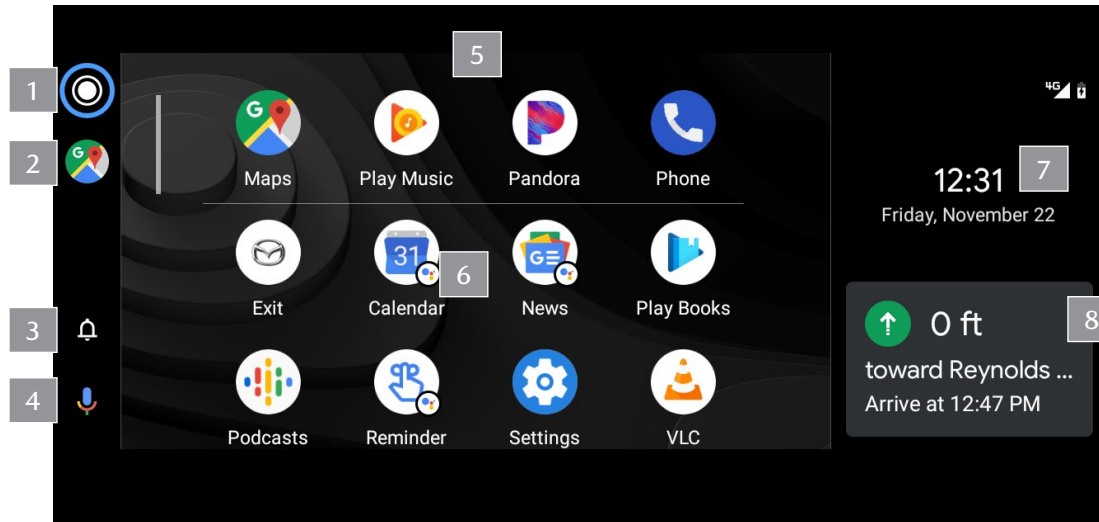 1
2
3
4
5
G
G
Maps
Play Music
Pandora
Phone
Exit
31
6
Calendar
GE
News
Play Books
Podcasts
Reminder
Settings
VLC
4G
12:31
7
Friday, November 22
0 ft
8
toward Reynolds ...
Arrive at 12:47 PM